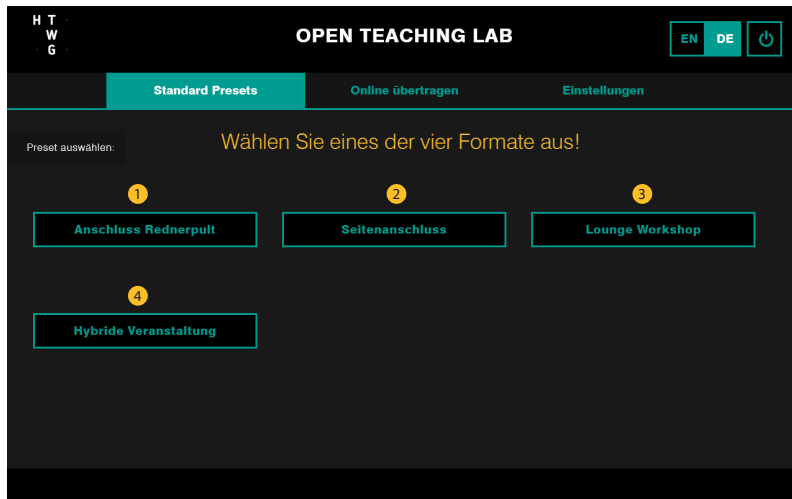 H T
W
G
OPEN TEACHING LAB
EN DE
Standard Presets
Online übertragen
Einstellungen
Preset auswählen:
Wählen Sie eines der vier Formate aus!
1
2
3
Anschluss Rednerpult
Seitenanschluss
Lounge Workshop
4
Hybride Veranstaltung